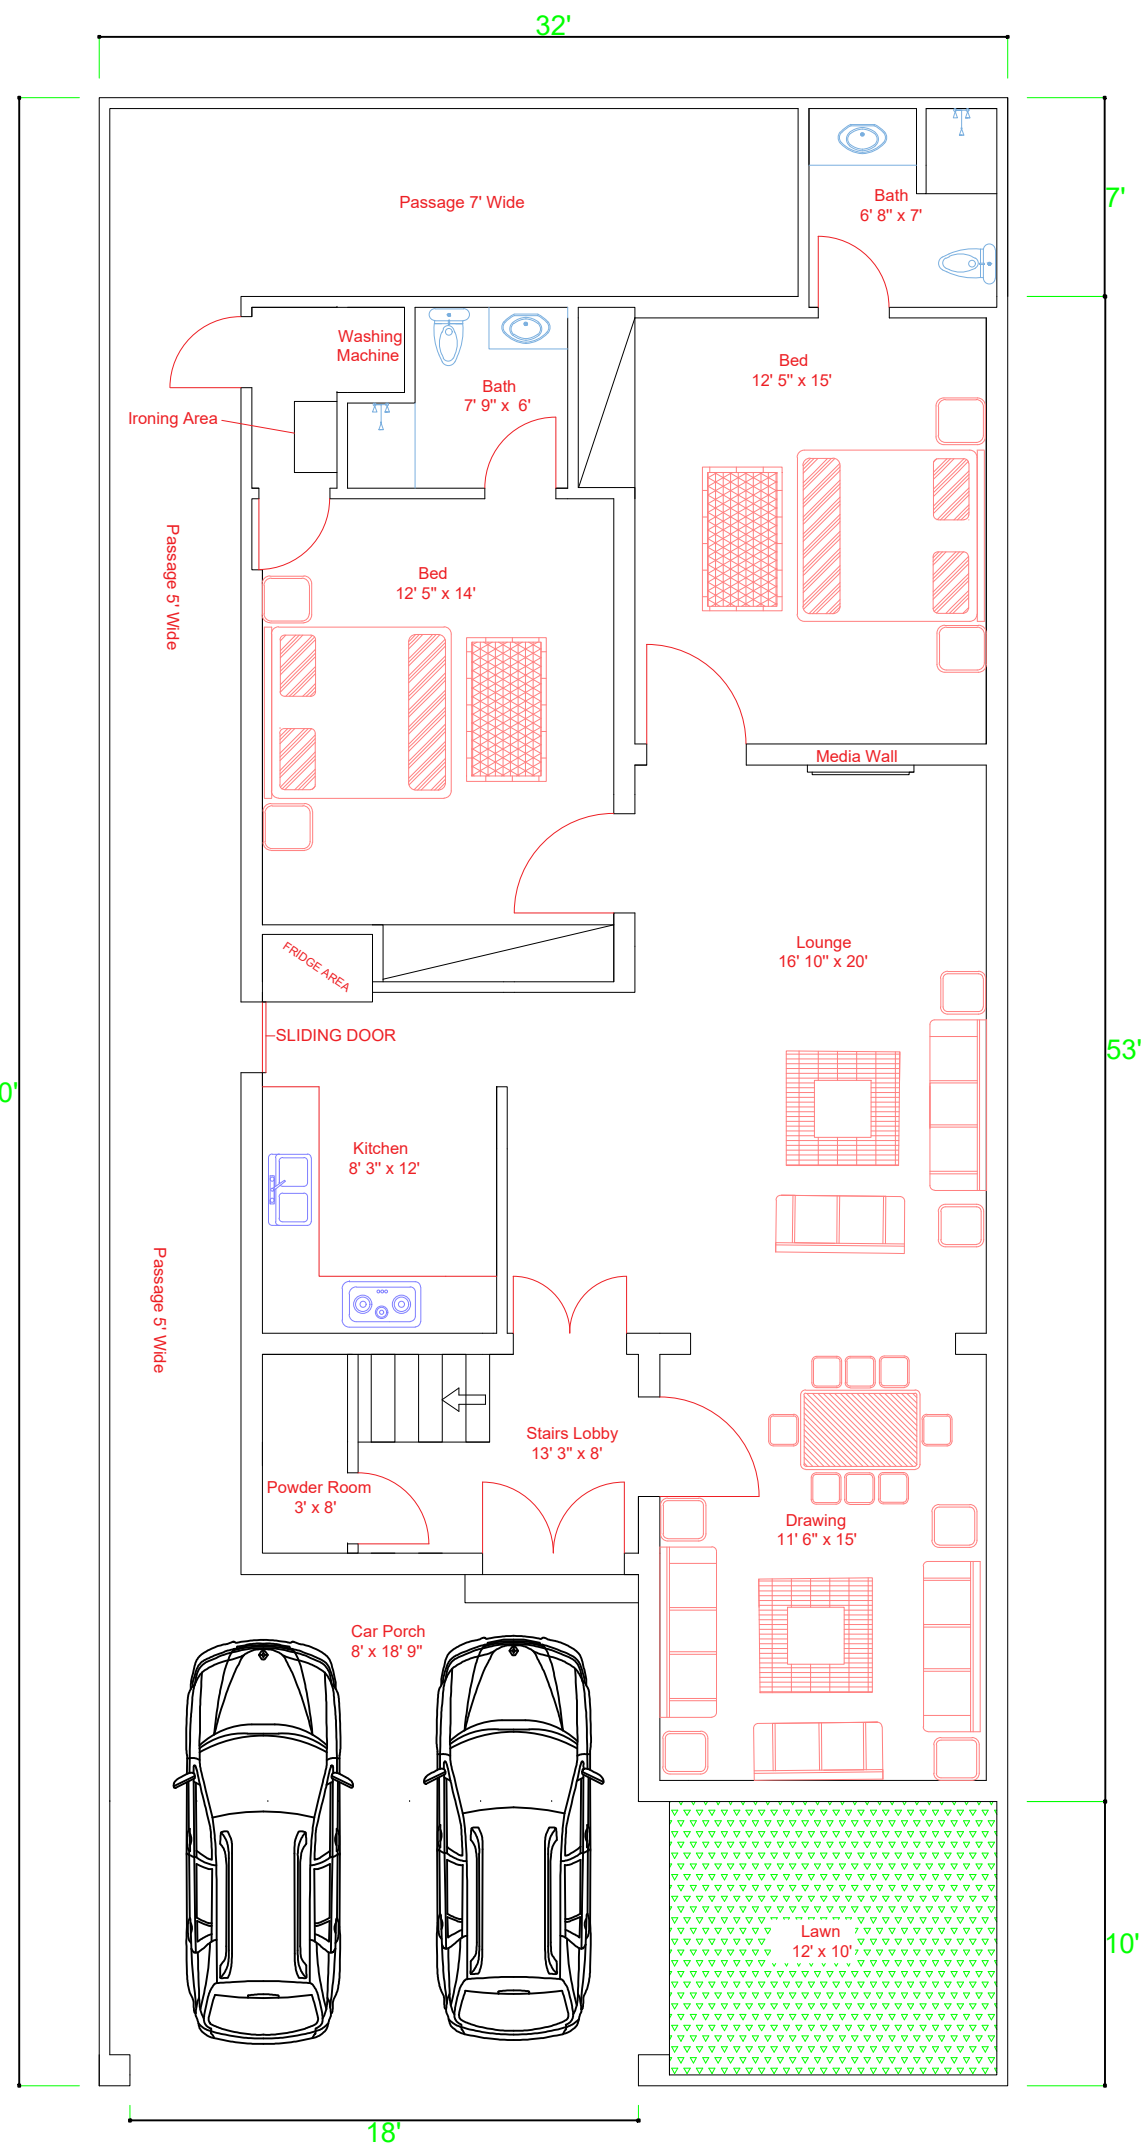 32'
Passage 7' Wide
Bath
6' 8" x 7'
7'
Washing
Machine
Bath
7' 9" x 6'
Bed
12' 5" x 15'
Ironing Area
Passage 5' Wide
Bed
12' 5" x 14'
Media Wall
FRIDGE AREA
Lounge
16' 10" x 20'
SLIDING DOOR
53'
0'
Kitchen
8' 3" x 12'
Passage 5' Wide
Stairs Lobby
13' 3" x 8'
Powder Room
3' x 8'
Drawing
11' 6" x 15'
Car Porch
8' x 18' 9"
Lawn
12' x 10'
10'
18'